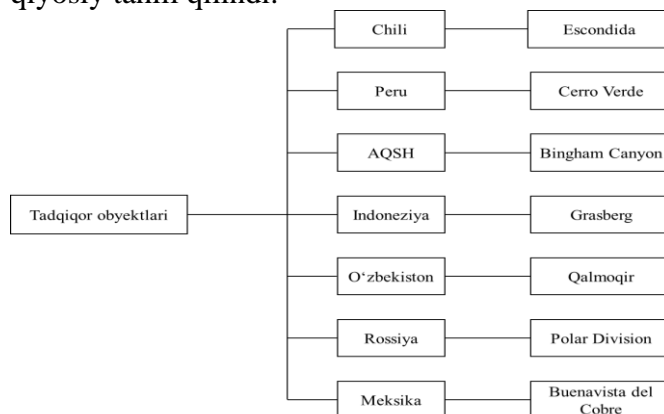 qiyosiy tahlil qilindi.
Chili
Escondida
Peru
Cerro Verde
AQSH
Bingham Canyon
Tadqiqor obyektlari
Indoneziya
Grasberg
O‘zbekiston
Qalmoqir
Rossiya
Polar Division
Meksika
Buenavista del
Cobre